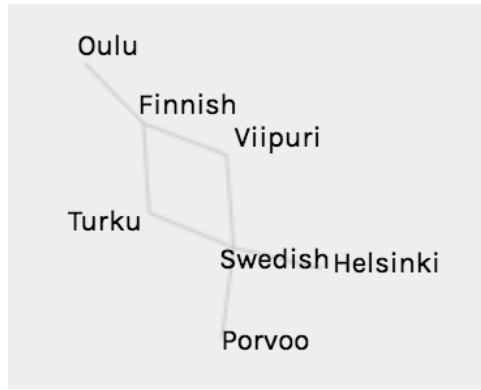 Oulu
Finnish
Viipuri
Turku
Swedish
Helsinki
Porvoo